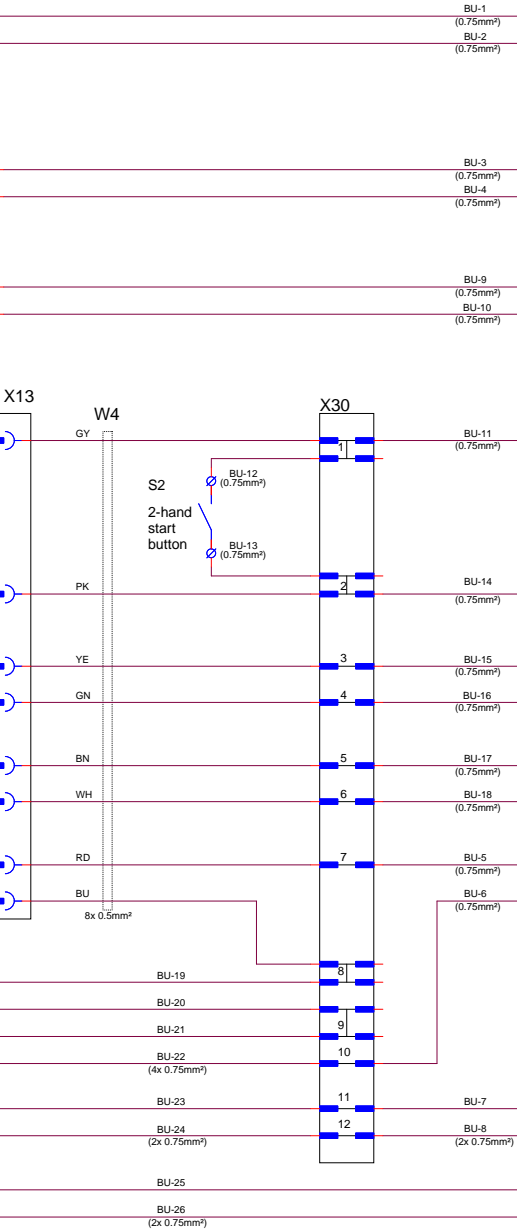 BU-1
(0.75mm²)
BU-2
(0.75mm²)
BU-3
(0.75mm²)
BU-4
(0.75mm²)
BU-9
(0.75mm²)
BU-10
(0.75mm²)
X13
W4
X30
GY
1
BU-11
(0.75mm²)
S2
BU-12
(0.75mm²)
2-hand
start
button
BU-13
(0.75mm²)
PK
2
BU-14
(0.75mm²)
YE
3
BU-15
(0.75mm²)
GN
4
BU-16
(0.75mm²)
BN
5
BU-17
(0.75mm²)
WH
6
BU-18
(0.75mm²)
RD
7
BU-5
(0.75mm²)
BU
BU-6
(0.75mm²)
8x 0.5mm²
8
BU-19
BU-20
9
BU-21
10
BU-22
(4x 0.75mm²)
11
BU-23
BU-7
12
BU-24
(2x 0.75mm²)
BU-8
(2x 0.75mm²)
BU-25
BU-26
(2x 0.75mm²)